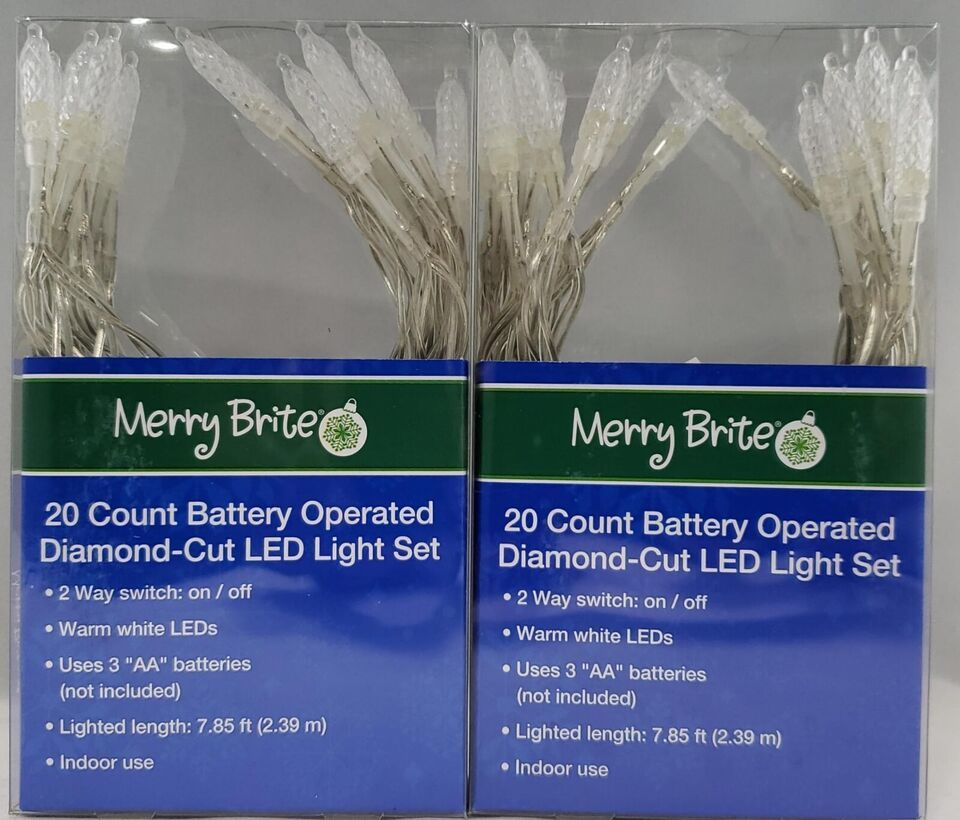 Merry Brite®
20 Count Battery Operated
Diamond-Cut LED Light Set
• 2 Way switch: on / off
• Warm white LEDs
• Uses 3 "AA" batteries
(not included)
• Lighted length: 7.85 ft (2.39 m)
• Indoor use
Merry Brite®
20 Count Battery Operated
Diamond-Cut LED Light Set
• 2 Way switch: on / off
• Warm white LEDs
• Uses 3 "AA" batteries
(not included)
• Lighted length: 7.85 ft (2.39 m)
• Indoor use